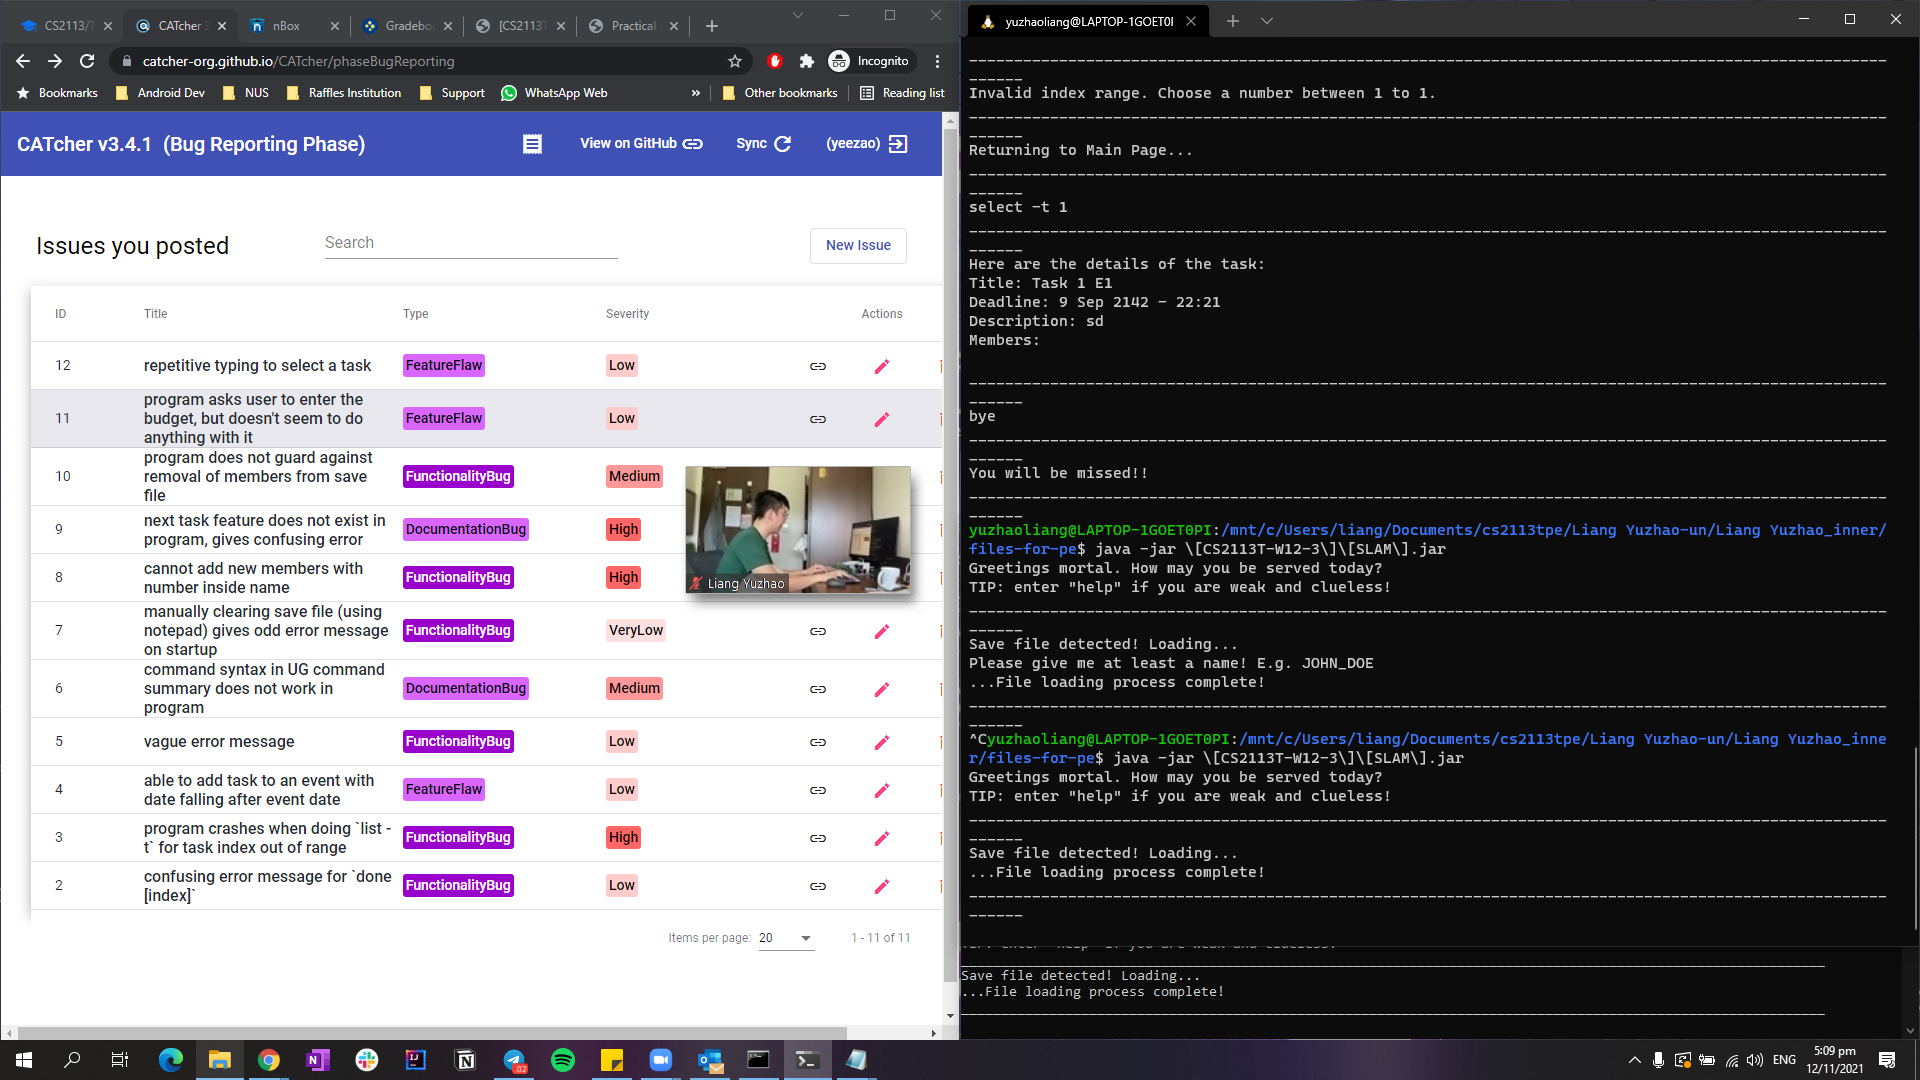 CS2113/T
CATcher 3
nBox
Gradeboo
[CS2113T
Practical
catcher-org.github.io/CATcher/phaseBugReporting
Incognito
Bookmarks
Android Dev
NUS
Raffles Institution
Support
WhatsApp Web
»
Other bookmarks
Reading list
CATcher v3.4.1 (Bug Reporting Phase)
View on GitHub
Sync
(yeezao)
Issues you posted
Search
New Issue
ID Title Type Severity Actions
12 repetitive typing to select a task FeatureFlaw Low
11 program asks user to enter the
budget, but doesn't seem to do
anything with it
FeatureFlaw Low
10 program does not guard against
removal of members from save
file
FunctionalityBug Medium
9 next task feature does not exist in
program, gives confusing error
DocumentationBug High
8 cannot add new members with
number inside name
FunctionalityBug High
7 manually clearing save file (using
notepad) gives odd error message
on startup
FunctionalityBug VeryLow
6 command syntax in UG command
summary does not work in
program
DocumentationBug Medium
5 vague error message FunctionalityBug Low
4 able to add task to an event with
date falling after event date
FeatureFlaw Low
3 program crashes when doing `list -
t` for task index out of range
FunctionalityBug High
2 confusing error message for `done
[index]`
FunctionalityBug Low
Items per page: 20 1 - 11 of 11
Liang Yuzhao
yuzhaoliang@LAPTOP-1GOET0I
Invalid index range. Choose a number between 1 to 1.
Returning to Main Page...
select -t 1
Here are the details of the task:
Title: Task 1 E1
Deadline: 9 Sep 2142 - 22:21
Description: sd
Members:
bye
You will be missed!!
yuzhaoliang@LAPTOP-1GOET0PI:/mnt/c/Users/liang/Documents/cs2113tpe/Liang Yuzhao-un/Liang Yuzhao_inner/
files-for-pe$ java -jar \[CS2113T-W12-3\]\[SLAM\].jar
Greetings mortal. How may you be served today?
TIP: enter "help" if you are weak and clueless!
Save file detected! Loading...
Please give me at least a name! E.g. JOHN_DOE
...File loading process complete!
^Cyuzhaoliang@LAPTOP-1GOET0PI:/mnt/c/Users/liang/Documents/cs2113tpe/Liang Yuzhao-un/Liang Yuzhao_inne
r/files-for-pe$ java -jar \[CS2113T-W12-3\]\[SLAM\].jar
Greetings mortal. How may you be served today?
TIP: enter "help" if you are weak and clueless!
Save file detected! Loading...
...File loading process complete!
Save file detected! Loading...
...File loading process complete!
ENG
5:09 pm
12/11/2021